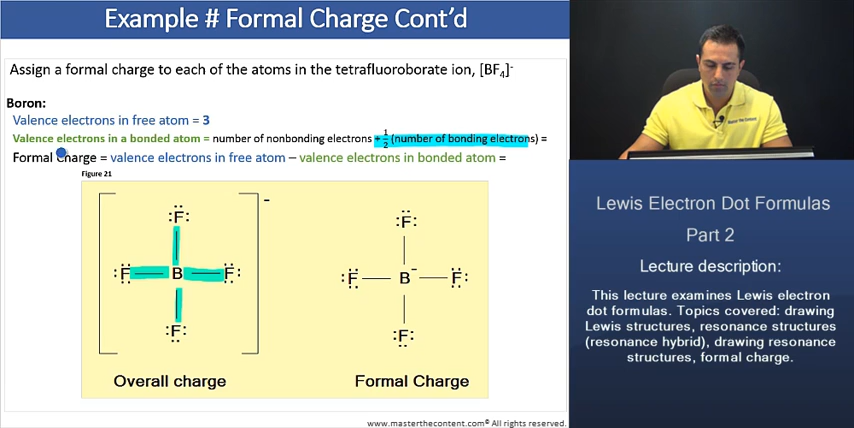 Example # Formal Charge Cont'd
Assign a formal charge to each of the atoms in the tetrafluoroborate ion, [BF₄]⁻
Boron:
Valence electrons in free atom = 3
Valence electrons in a bonded atom = number of nonbonding electrons + 1/2 (number of bonding electrons) =
Formal Charge = valence electrons in free atom – valence electrons in bonded atom =
Figure 21
-
F
F B F
F
Overall charge
F
F B⁻ F
F
Formal Charge
www.masterthecontent.com© All rights reserved.
Lewis Electron Dot Formulas
Part 2
Lecture description:
This lecture examines Lewis electron
dot formulas. Topics covered: drawing
Lewis structures, resonance structures
(resonance hybrid), drawing resonance
structures, formal charge.